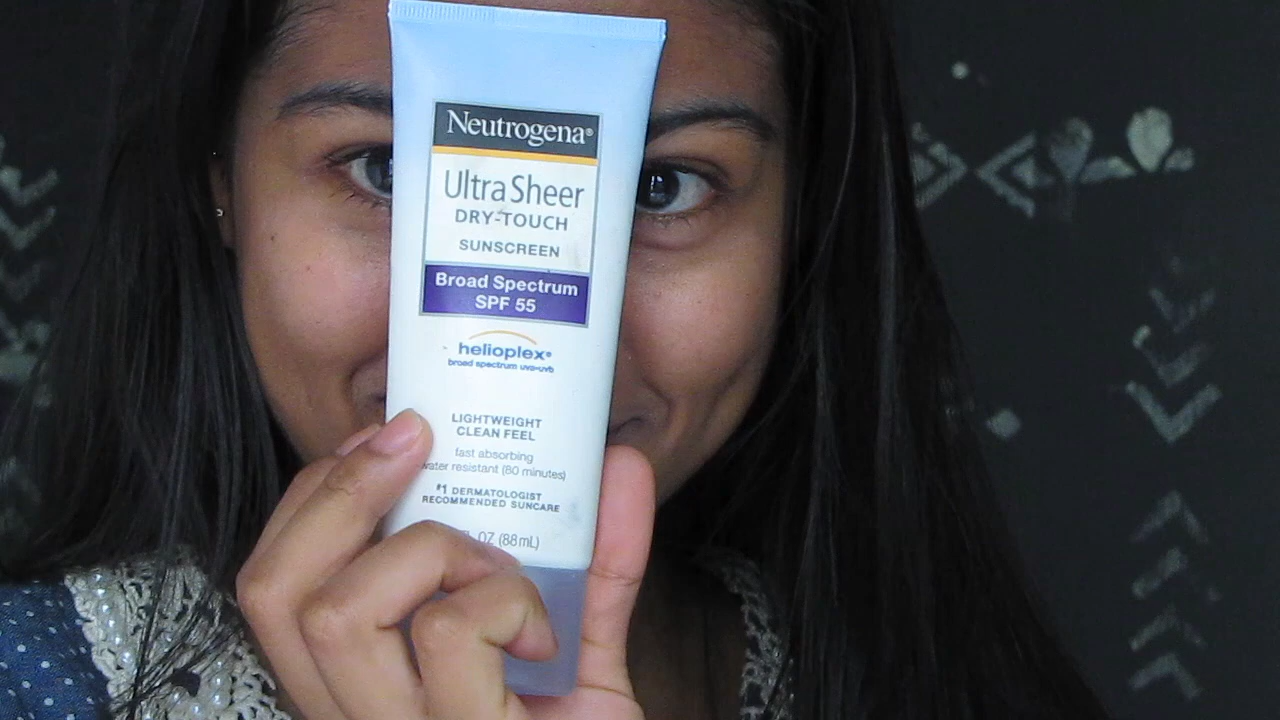 Neutrogena®
Ultra Sheer
DRY-TOUCH
SUNSCREEN
Broad Spectrum
SPF 55
helioplex®
broad spectrum uva•uvb
LIGHTWEIGHT
CLEAN FEEL
fast absorbing
water resistant (80 minutes)
#1 DERMATOLOGIST
RECOMMENDED SUNCARE
OZ (88mL)